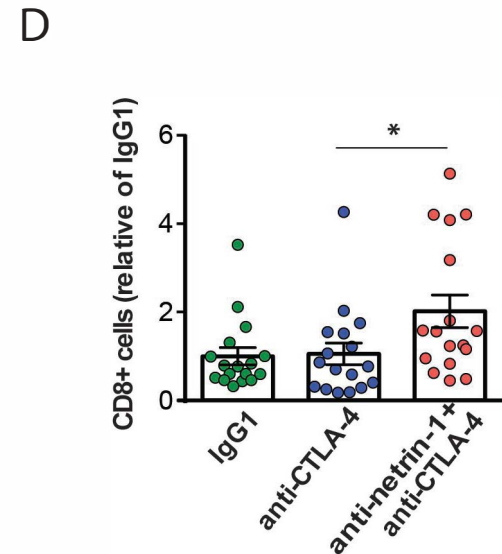 D
CD8+ cells (relative of IgG1)
6
4
2
0
*
IgG1
anti-CTLA-4
anti-netrin-1+
anti-CTLA-4